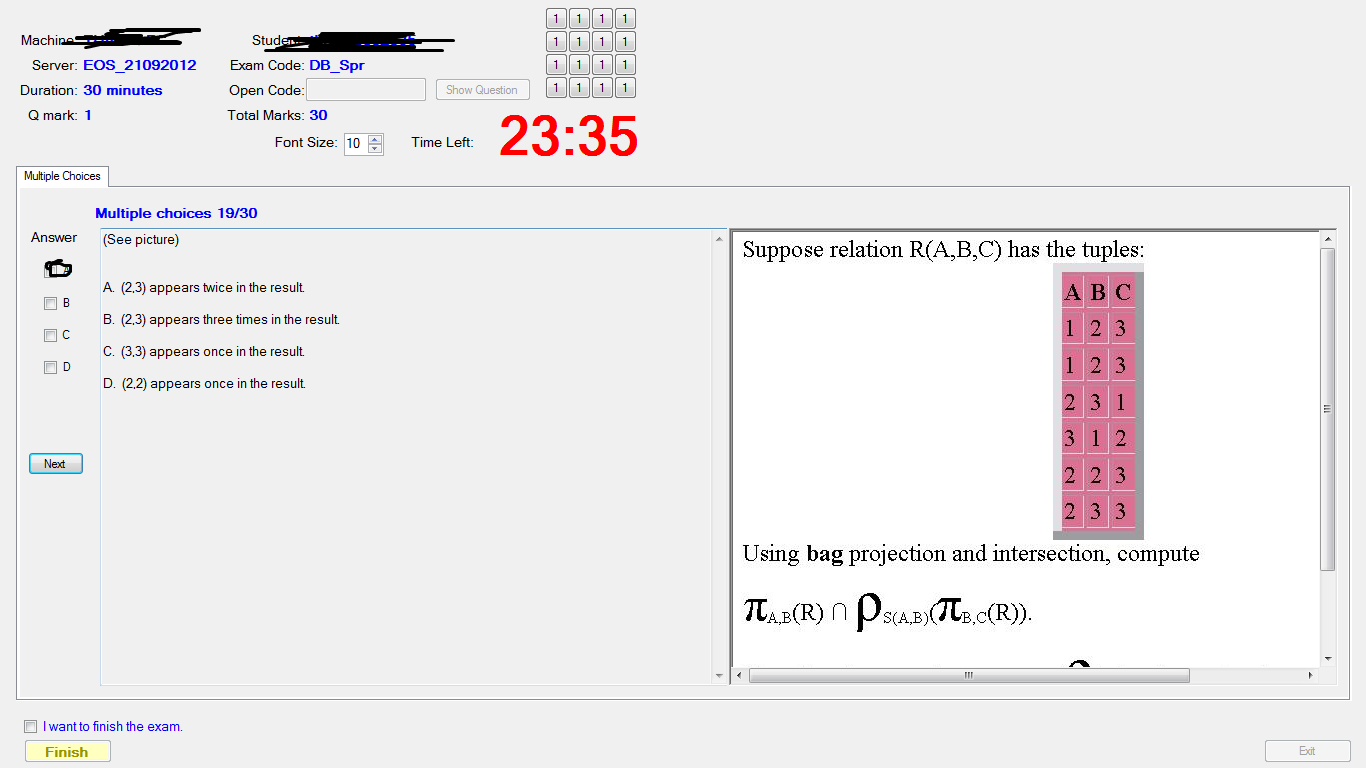 Machine:
Student:
Server: EOS_21092012
Exam Code: DB_Spr
Duration: 30 minutes
Open Code:
Show Question
Q mark: 1
Total Marks: 30
1 1 1 1
1 1 1 1
1 1 1 1
1 1 1 1
Font Size: 10
Time Left: 23:35
Multiple Choices
Multiple choices 19/30
Answer
B
C
D
Next
(See picture)
A. (2,3) appears twice in the result.
B. (2,3) appears three times in the result.
C. (3,3) appears once in the result.
D. (2,2) appears once in the result.
Suppose relation R(A,B,C) has the tuples:
A B C
1 2 3
1 2 3
2 3 1
3 1 2
2 2 3
2 3 3
Using bag projection and intersection, compute
πA,B(R) ∩ ρS(A,B)(πB,C(R)).
I want to finish the exam.
Finish
Exit